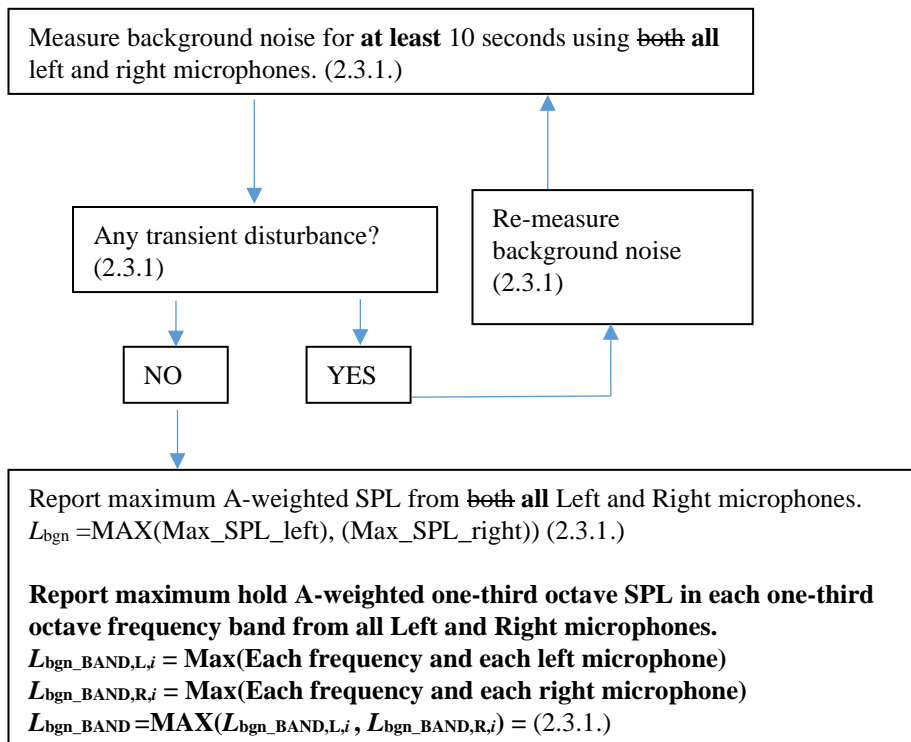 Measure background noise for at least 10 seconds using both all
left and right microphones. (2.3.1.)
Any transient disturbance?
(2.3.1)
Re-measure
background noise
(2.3.1)
NO
YES
Report maximum A-weighted SPL from both all Left and Right microphones.
Lbgn =MAX(Max_SPL_left), (Max_SPL_right)) (2.3.1.)
Report maximum hold A-weighted one-third octave SPL in each one-third
octave frequency band from all Left and Right microphones.
Lbgn_BAND,L,i = Max(Each frequency and each left microphone)
Lbgn_BAND,R,i = Max(Each frequency and each right microphone)
Lbgn_BAND =MAX(Lbgn_BAND,L,i , Lbgn_BAND,R,i) = (2.3.1.)